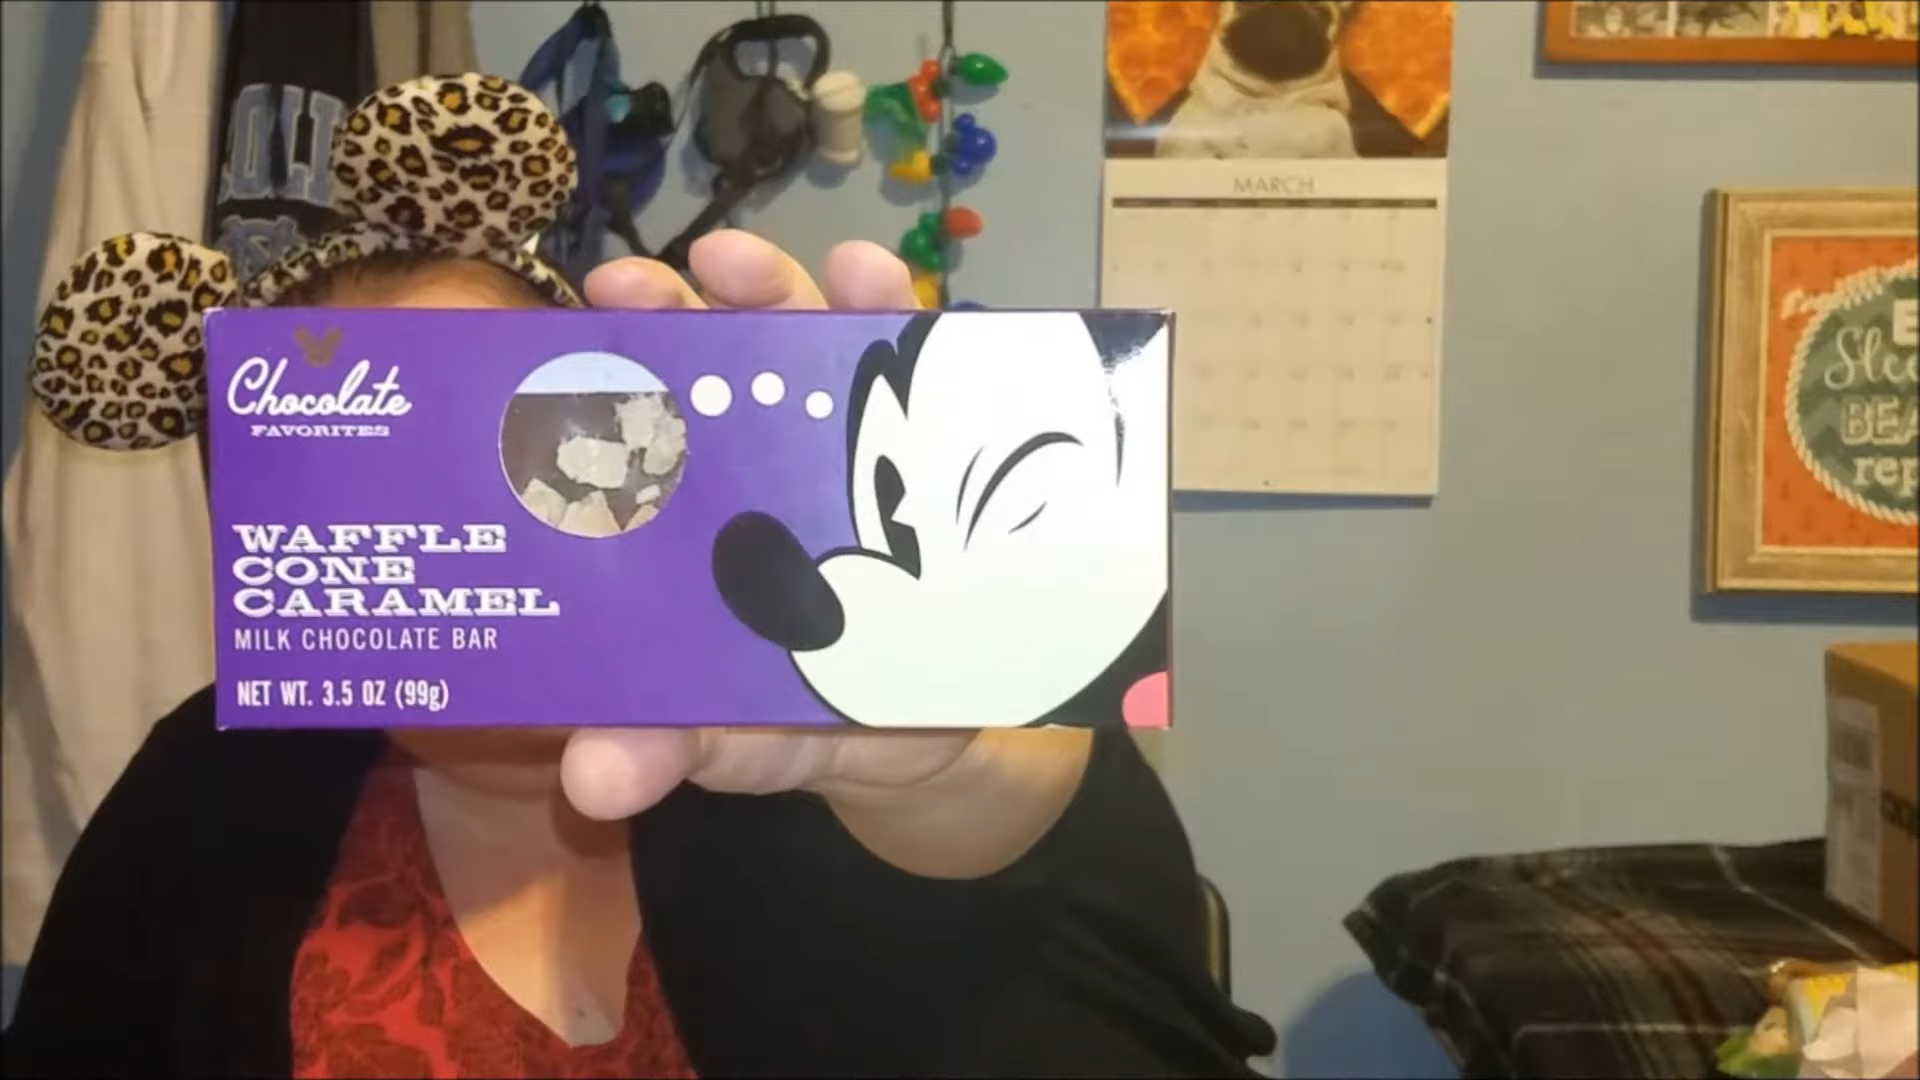 MARCH
Chocolate
FAVORITES
WAFFLE
CONE
CARAMEL
MILK CHOCOLATE BAR
NET WT. 3.5 OZ (99g)